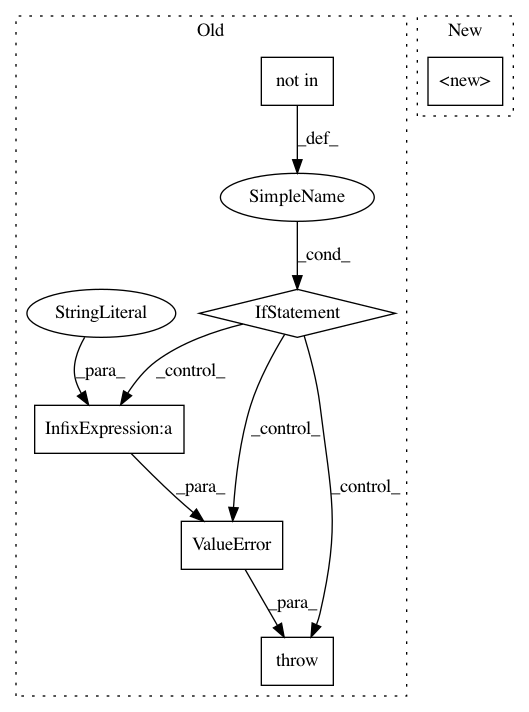 Old
New
not in
<new>
_def_
SimpleName
_cond_
StringLiteral
IfStatement
_para_
_control_
InfixExpression:a
_control_
_control_
_para_
ValueError
_para_
throw